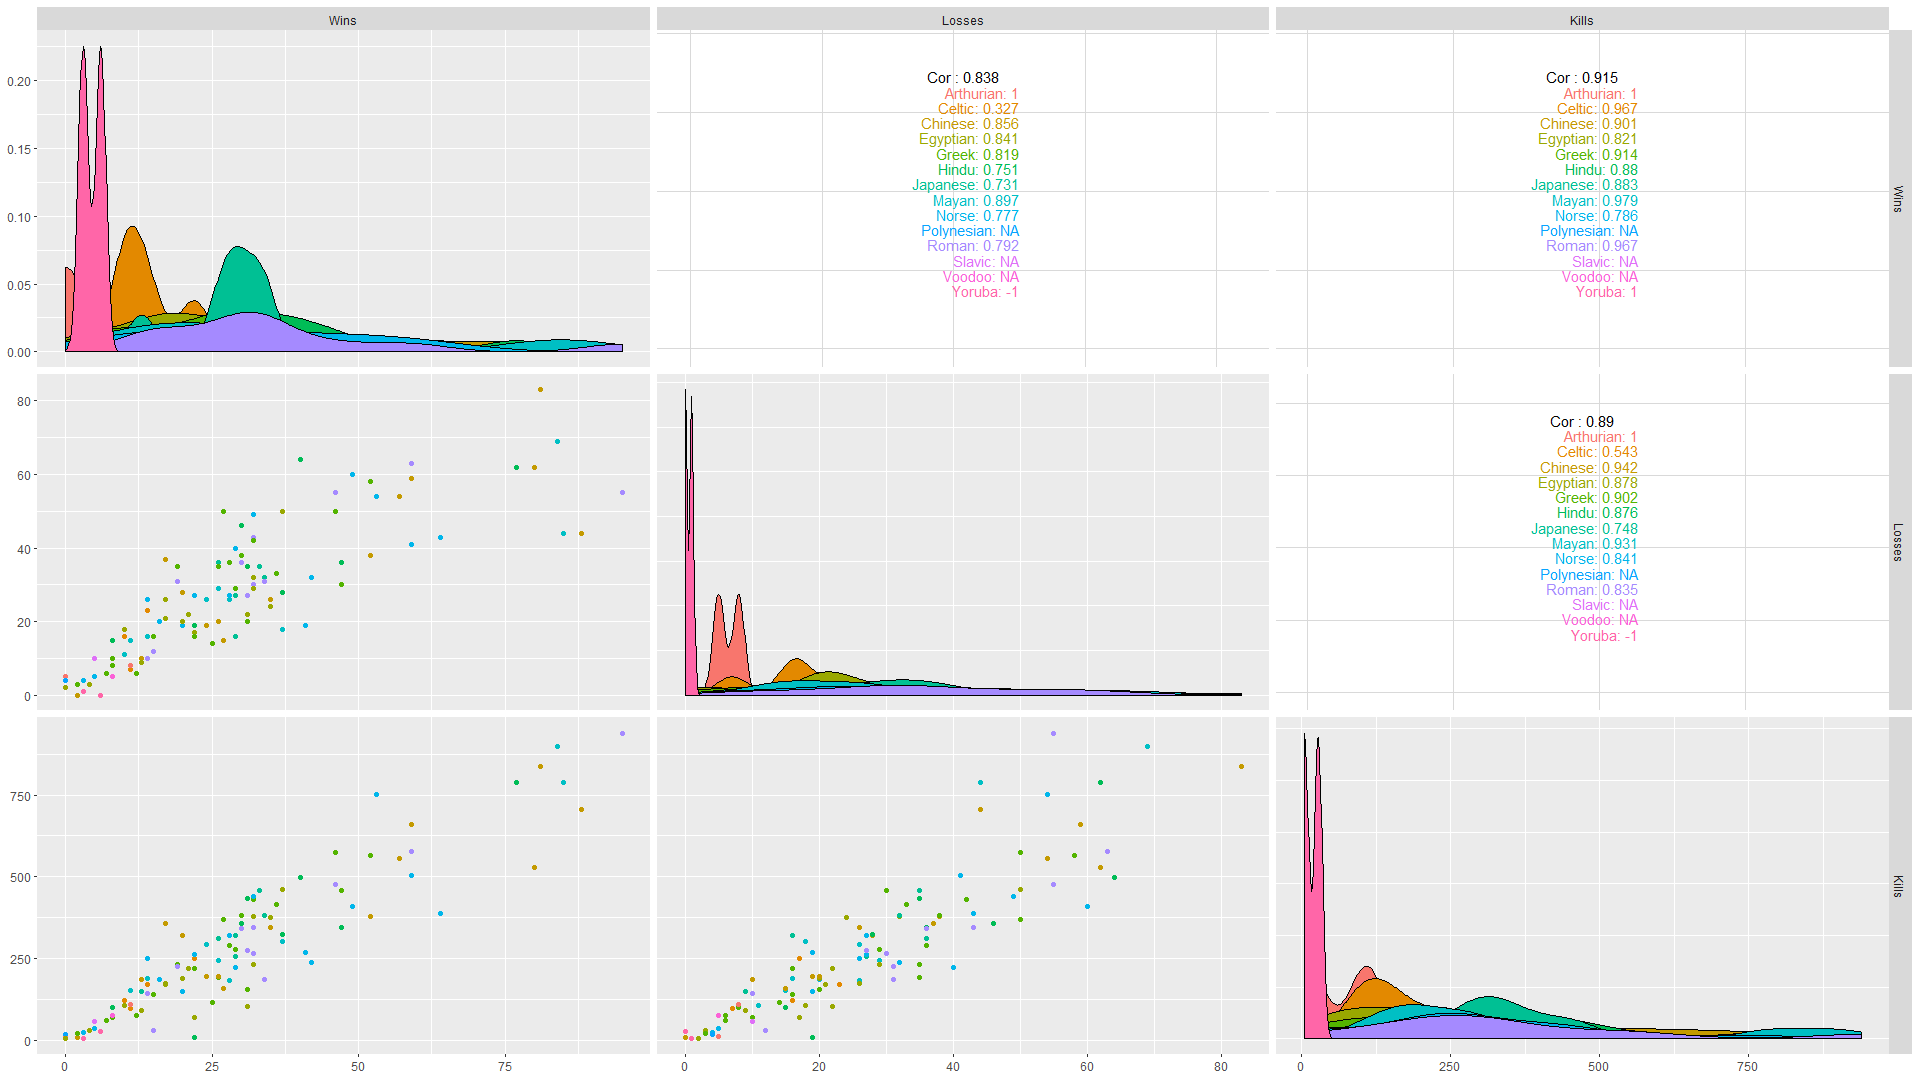 Wins
Losses
Kills
0.20
0.15
0.10
0.05
0.00
Cor : 0.838
Arthurian: 1
Celtic: 0.327
Chinese: 0.856
Egyptian: 0.841
Greek: 0.819
Hindu: 0.751
Japanese: 0.731
Mayan: 0.897
Norse: 0.777
Polynesian: NA
Roman: 0.792
Slavic: NA
Voodoo: NA
Yoruba: -1
Cor : 0.915
Arthurian: 1
Celtic: 0.967
Chinese: 0.901
Egyptian: 0.821
Greek: 0.914
Hindu: 0.88
Japanese: 0.883
Mayan: 0.979
Norse: 0.786
Polynesian: NA
Roman: 0.967
Slavic: NA
Voodoo: NA
Yoruba: 1
Wins
80
60
40
20
0
Cor : 0.89
Arthurian: 1
Celtic: 0.543
Chinese: 0.942
Egyptian: 0.878
Greek: 0.902
Hindu: 0.876
Japanese: 0.748
Mayan: 0.931
Norse: 0.841
Polynesian: NA
Roman: 0.835
Slavic: NA
Voodoo: NA
Yoruba: -1
Losses
750
500
250
0
Kills
0 25 50 75
0 20 40 60 80
0 250 500 750